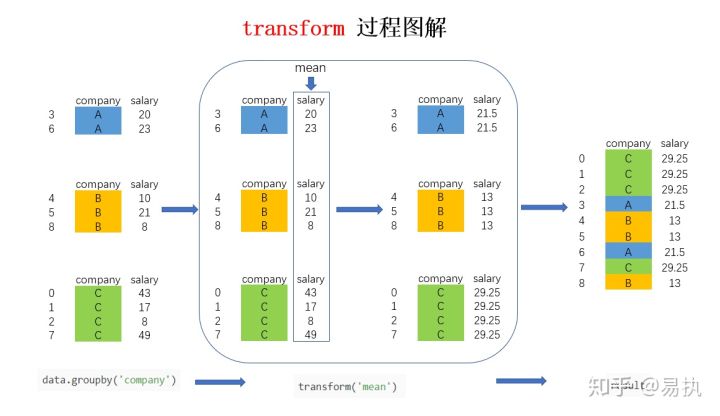 transform 过程图解
mean
company salary
3 A 20
6 A 23
company salary
4 B 10
5 B 21
8 B 8
company salary
0 C 43
1 C 17
2 C 8
7 C 49
company salary
3 A 20
6 A 23
company salary
4 B 10
5 B 21
8 B 8
company salary
0 C 43
1 C 17
2 C 8
7 C 49
company salary
3 A 21.5
6 A 21.5
company salary
4 B 13
5 B 13
8 B 13
company salary
0 C 29.25
1 C 29.25
2 C 29.25
7 C 29.25
company salary
0 C 29.25
1 C 29.25
2 C 29.25
3 A 21.5
4 B 13
5 B 13
6 A 21.5
7 C 29.25
8 B 13
data.groupby('company')
transform('mean')
result
知乎 @易执